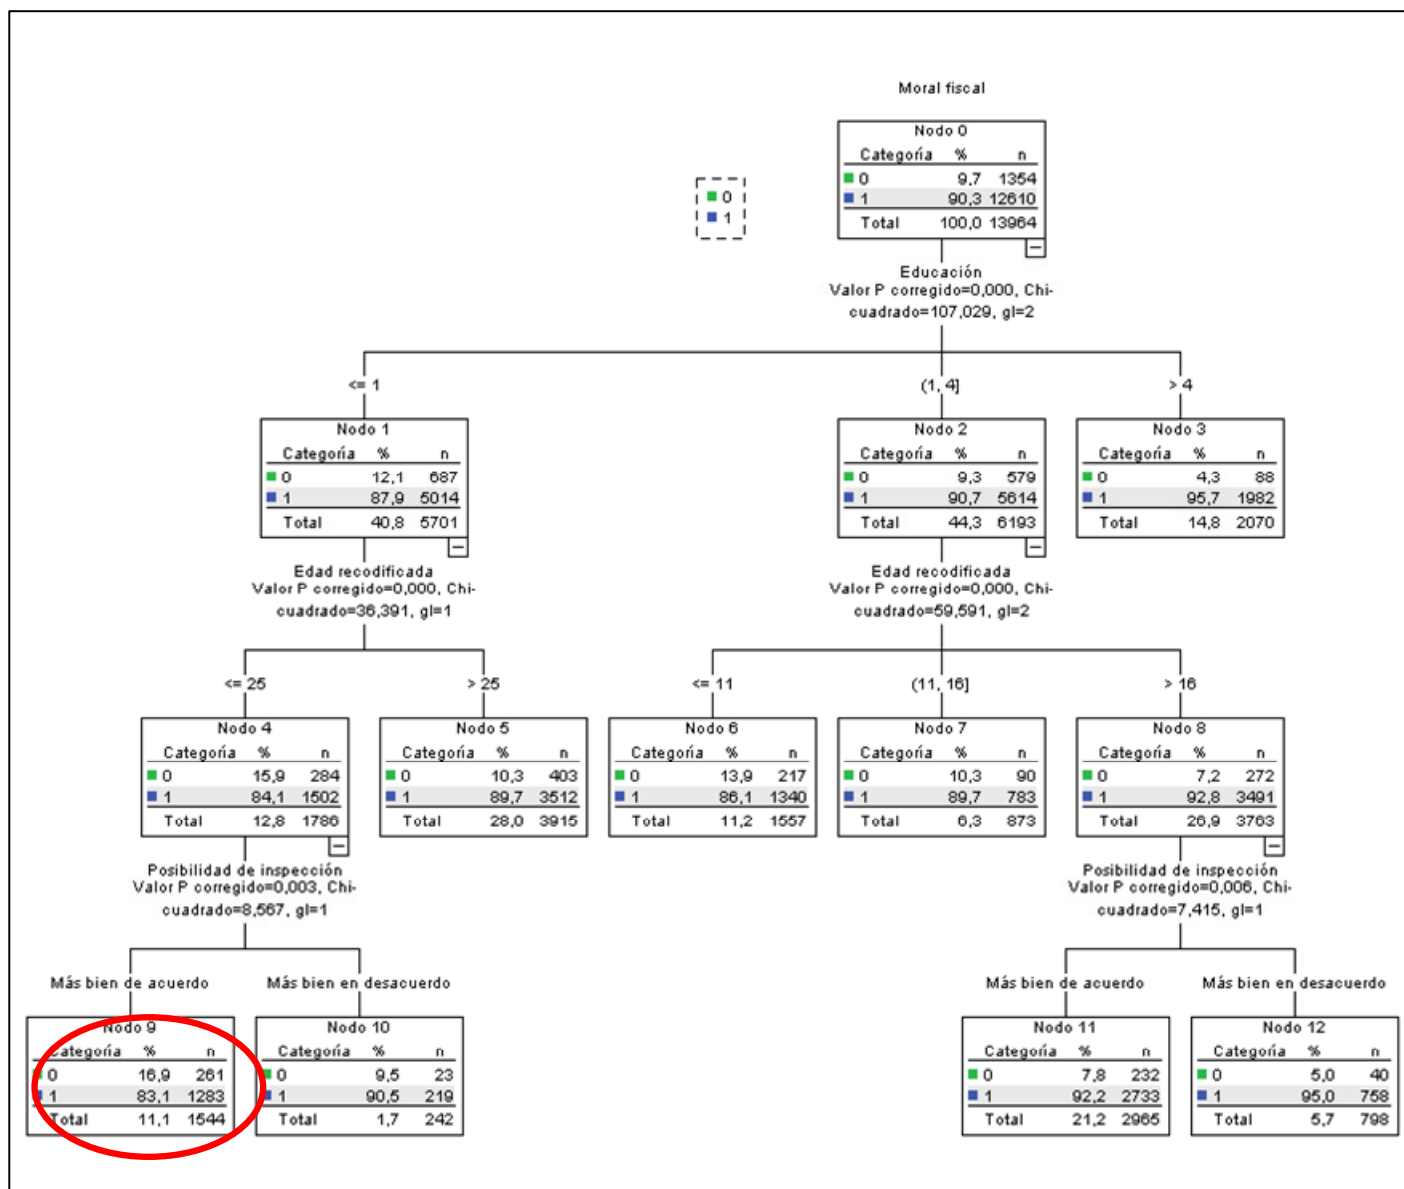 Moral fiscal
0
1
Nodo 0
Categoría % n
0 9,7 1354
1 90,3 12610
Total 100,0 13964
Educación
Valor P corregido=0,000, Chi-
cuadrado=107,029, gl=2
<= 1
(1, 4]
> 4
Nodo 1
Categoría % n
0 12,1 687
1 87,9 5014
Total 40,8 5701
Nodo 2
Categoría % n
0 9,3 579
1 90,7 5614
Total 44,3 6193
Nodo 3
Categoría % n
0 4,3 88
1 95,7 1982
Total 14,8 2070
Edad recodificada
Valor P corregido=0,000, Chi-
cuadrado=36,391, gl=1
Edad recodificada
Valor P corregido=0,000, Chi-
cuadrado=59,591, gl=2
<= 25
> 25
<= 11
(11, 16]
> 16
Nodo 4
Categoría % n
0 15,9 284
1 84,1 1502
Total 12,8 1786
Nodo 5
Categoría % n
0 10,3 403
1 89,7 3512
Total 28,0 3915
Nodo 6
Categoría % n
0 13,9 217
1 86,1 1340
Total 11,2 1557
Nodo 7
Categoría % n
0 10,3 90
1 89,7 783
Total 6,3 873
Nodo 8
Categoría % n
0 7,2 272
1 92,8 3491
Total 26,9 3763
Posibilidad de inspección
Valor P corregido=0,003, Chi-
cuadrado=8,567, gl=1
Posibilidad de inspección
Valor P corregido=0,006, Chi-
cuadrado=7,415, gl=1
Más bien de acuerdo
Más bien en desacuerdo
Más bien de acuerdo
Más bien en desacuerdo
Nodo 9
Categoría % n
0 16,9 261
1 83,1 1283
Total 11,1 1544
Nodo 10
Categoría % n
0 9,5 23
1 90,5 219
Total 1,7 242
Nodo 11
Categoría % n
0 7,8 232
1 92,2 2733
Total 21,2 2965
Nodo 12
Categoría % n
0 5,0 40
1 95,0 758
Total 5,7 798